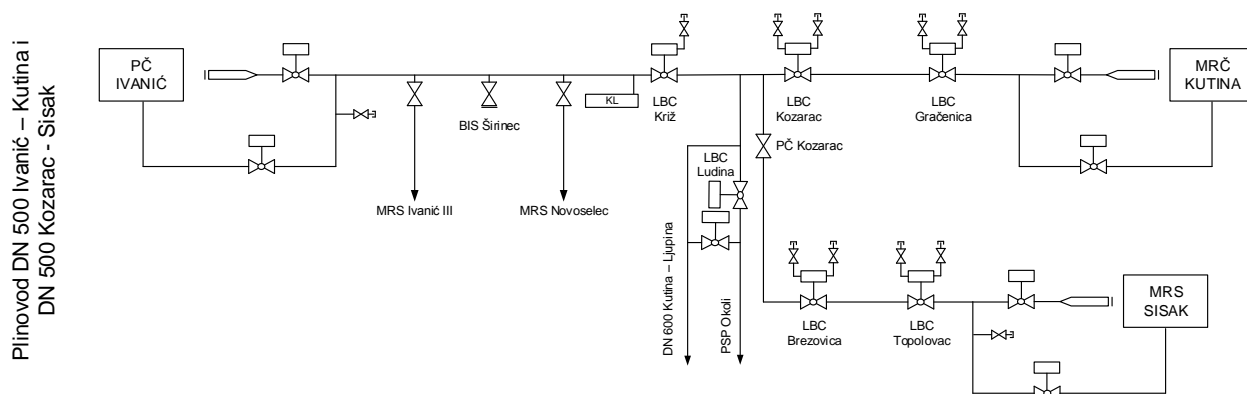 Plinovod DN 500 Ivanić – Kutina i
DN 500 Kozarac - Sisak
PČ
IVANIĆ
BIS Širinec
MRS Ivanić III
MRS Novoselec
KL
LBC
Križ
LBC
Kozarac
LBC
Gračenica
MRČ
KUTINA
PČ Kozarac
LBC
Ludina
DN 600 Kutina – Ljupina
PSP Okoli
LBC
Brezovica
LBC
Topolovac
MRS
SISAK